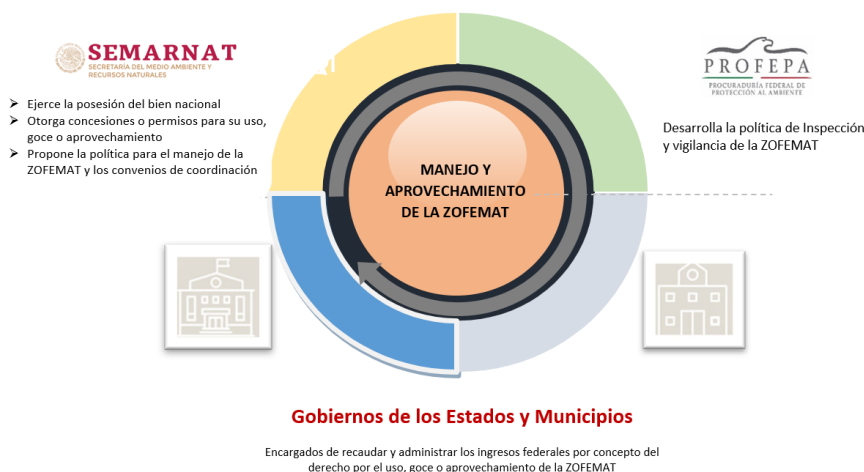 SEMARNAT
SECRETARÍA DEL MEDIO AMBIENTE Y
RECURSOS NATURALES
➢ Ejerce la posesión del bien nacional
➢ Otorga concesiones o permisos para su uso,
goce o aprovechamiento
➢ Propone la política para el manejo de la
ZOFEMAT y los convenios de coordinación
PROFEPA
PROCURADURÍA FEDERAL DE
PROTECCIÓN AL AMBIENTE
Desarrolla la política de Inspección
y vigilancia de la ZOFEMAT
MANEJO Y
APROVECHAMIENTO
DE LA ZOFEMAT
Gobiernos de los Estados y Municipios
Encargados de recaudar y administrar los ingresos federales por concepto del
derecho por el uso, goce o aprovechamiento de la ZOFEMAT